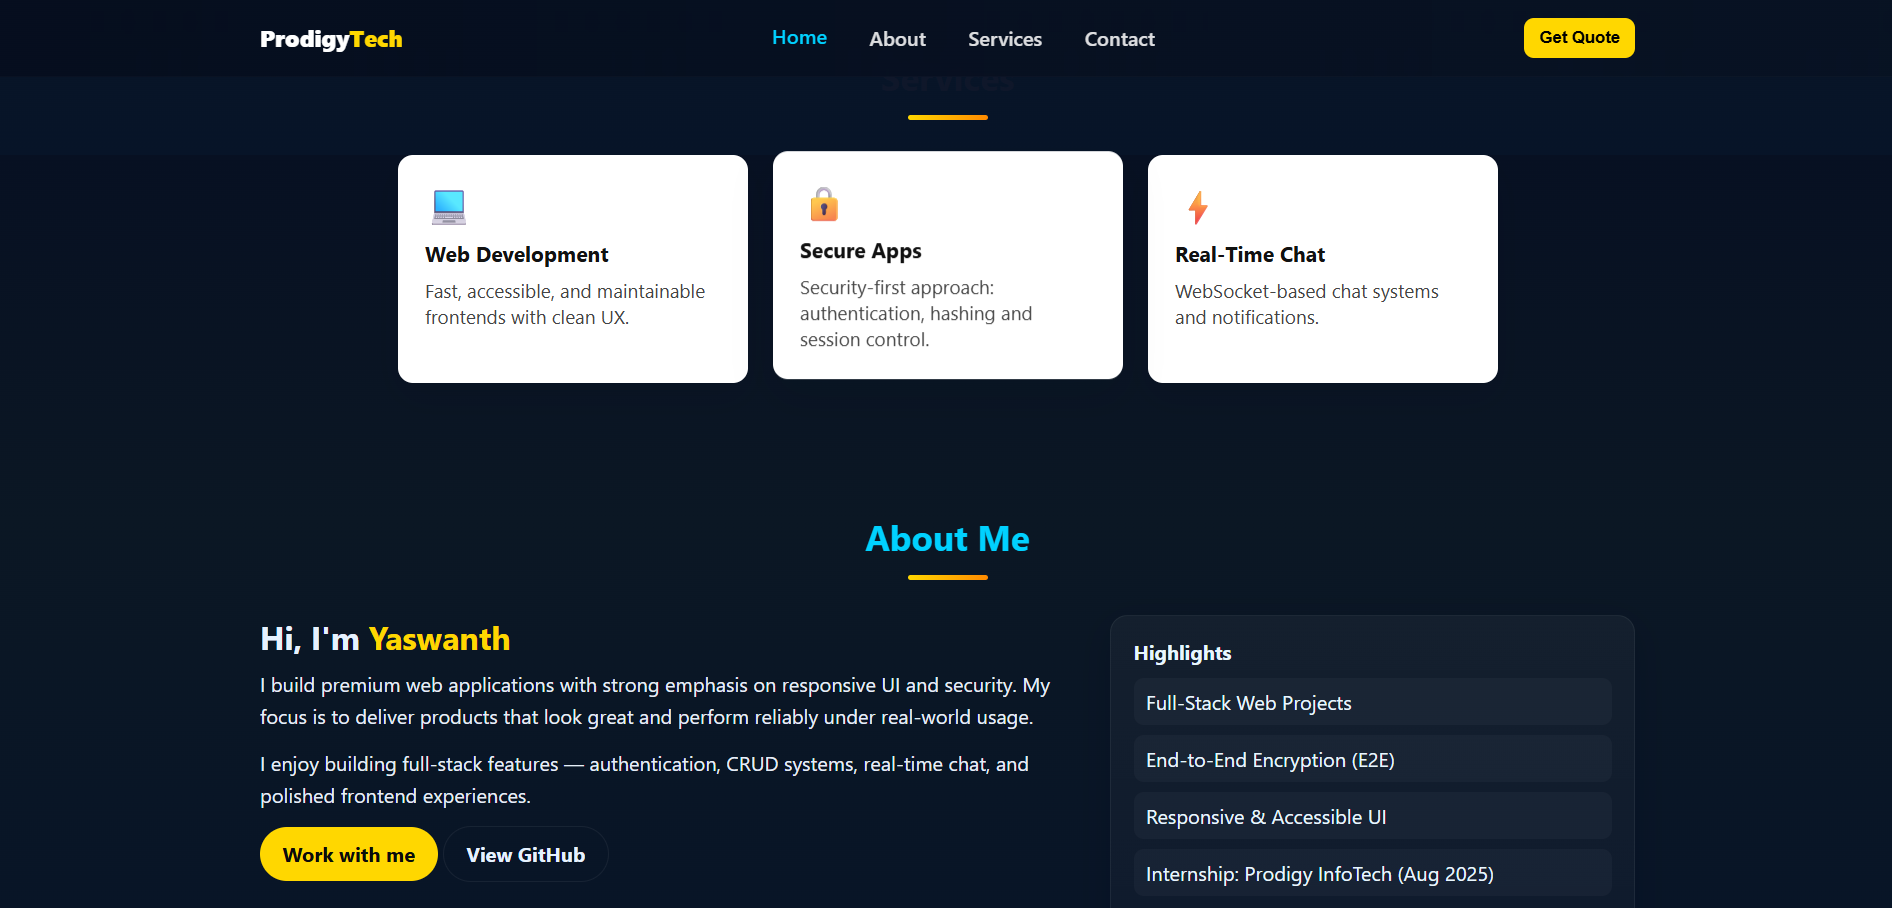 ProdigyTech
Home
About
Services
Contact
Get Quote
Services
Web Development
Fast, accessible, and maintainable
frontends with clean UX.
Secure Apps
Security-first approach:
authentication, hashing and
session control.
Real-Time Chat
WebSocket-based chat systems
and notifications.
About Me
Hi, I'm Yaswanth
I build premium web applications with strong emphasis on responsive UI and security. My
focus is to deliver products that look great and perform reliably under real-world usage.
I enjoy building full-stack features — authentication, CRUD systems, real-time chat, and
polished frontend experiences.
Work with me
View GitHub
Highlights
Full-Stack Web Projects
End-to-End Encryption (E2E)
Responsive & Accessible UI
Internship: Prodigy InfoTech (Aug 2025)